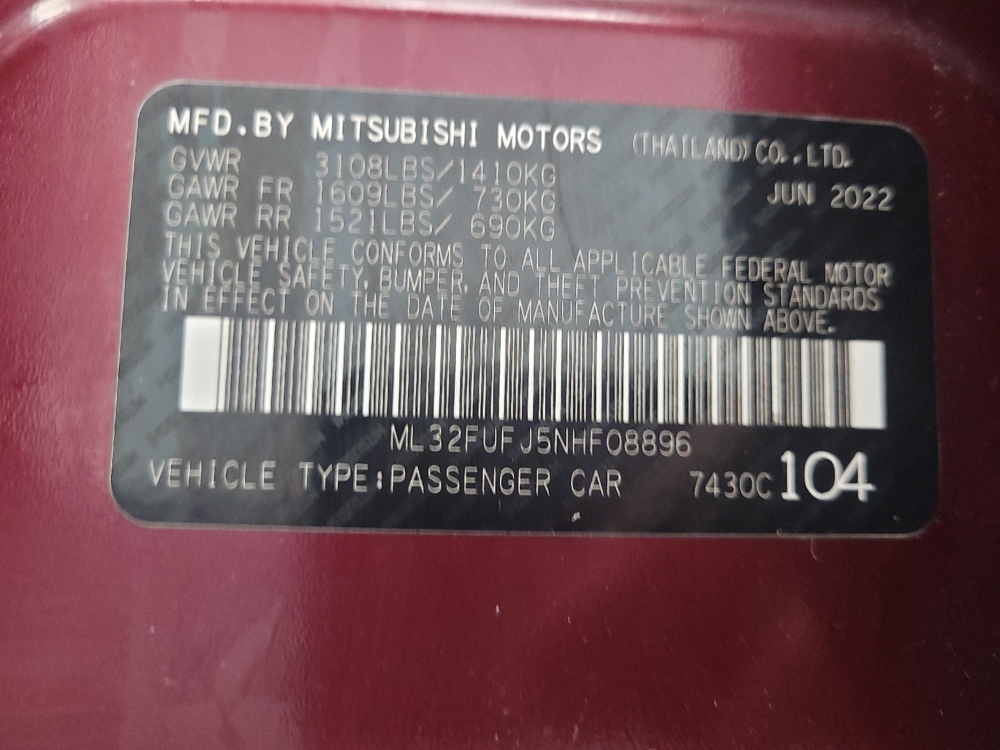 MFD.BY MITSUBISHI MOTORS (THAILAND) CO.,LTD.
GVWR 3108LBS/1410KG
JUN 2022
GAWR FR 1609LBS/ 730KG
GAWR RR 1521LBS/ 690KG
THIS VEHICLE CONFORMS TO ALL APPLICABLE FEDERAL MOTOR
VEHICLE SAFETY, BUMPER, AND THEFT PREVENTION STANDARDS
IN EFFECT ON THE DATE OF MANUFACTURE SHOWN ABOVE.
ML32FUFJ5NHF08896
VEHICLE TYPE:PASSENGER CAR 7430C 104